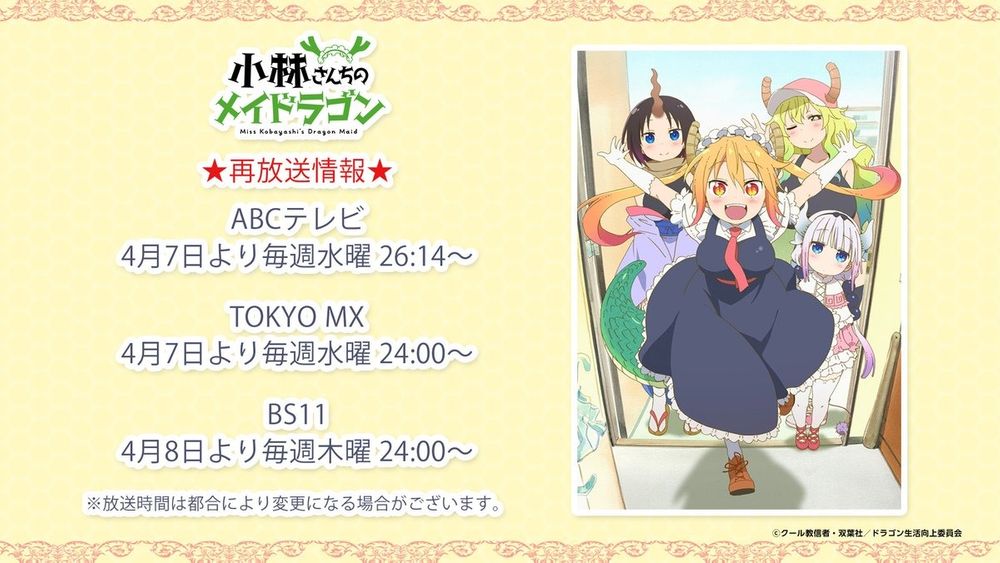 小林さんちの
メイドラゴン
Miss Kobayashi's Dragon Maid
★再放送情報★
ABCテレビ
4月7日より毎週水曜 26:14～
TOKYO MX
4月7日より毎週水曜 24:00～
BS11
4月8日より毎週木曜 24:00～
※放送時間は都合により変更になる場合がございます。
©クール教信者・双葉社／ドラゴン生活向上委員会